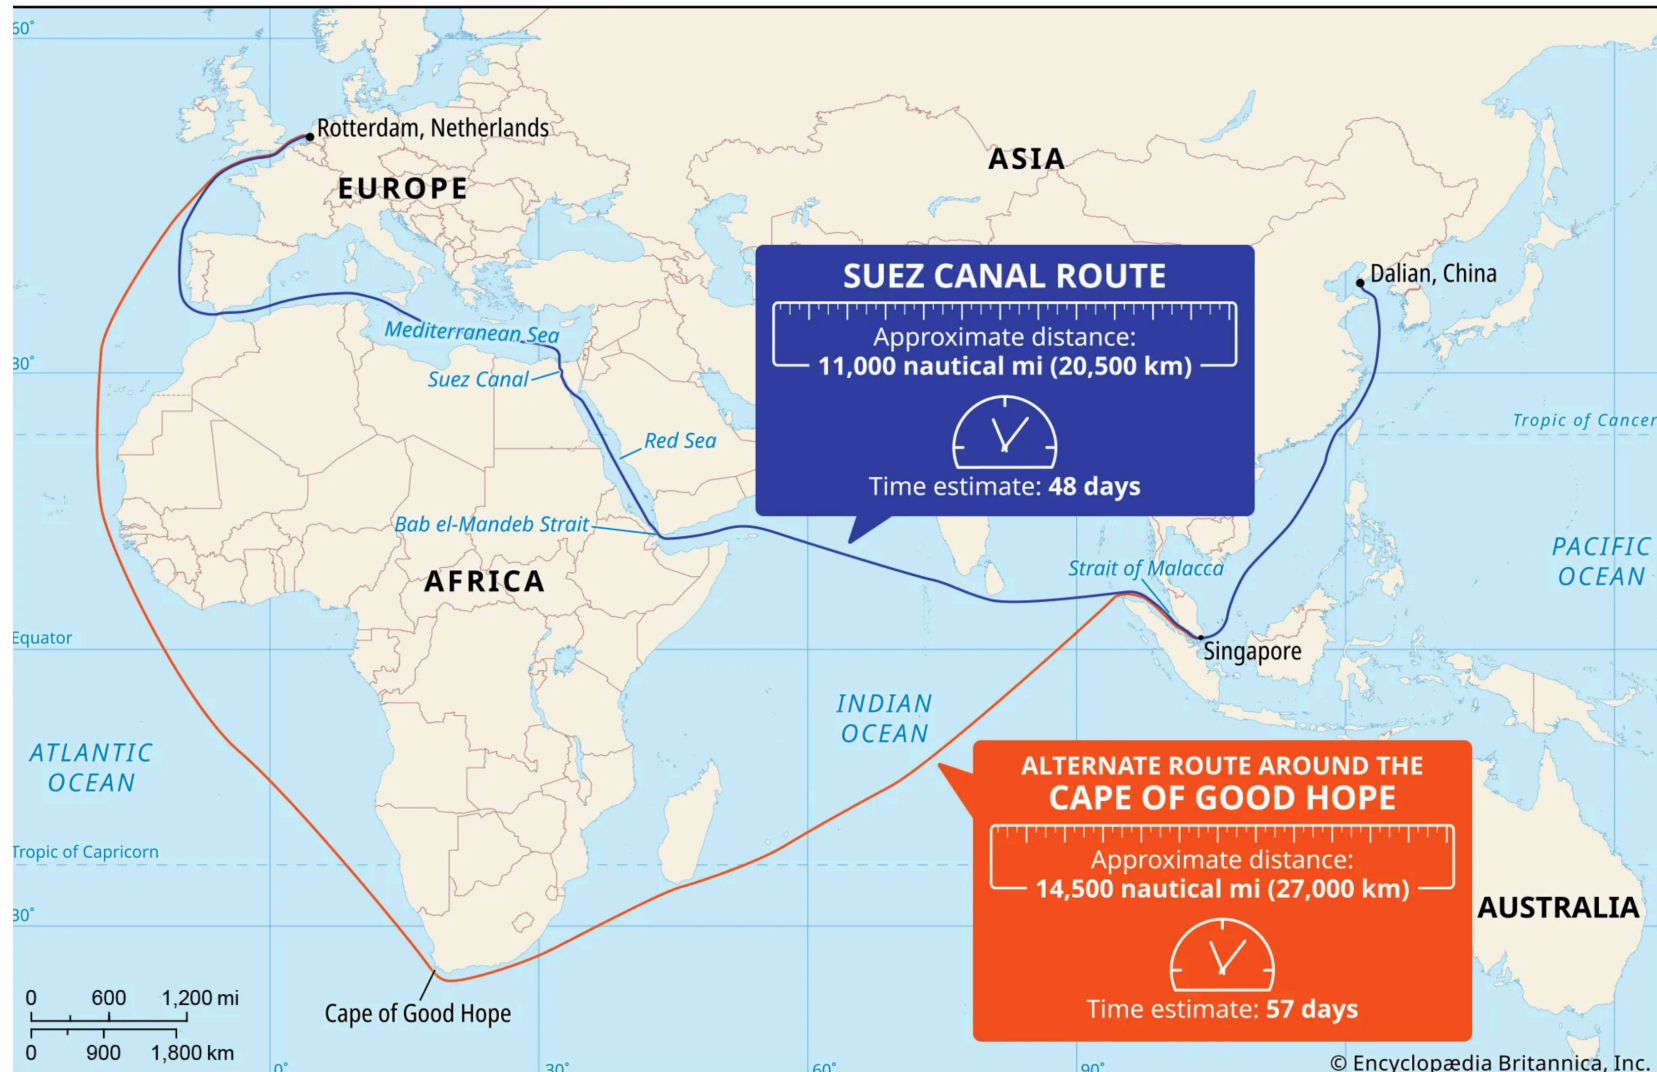 60°
Rotterdam, Netherlands
EUROPE
ASIA
Dalian, China
SUEZ CANAL ROUTE
Approximate distance:
11,000 nautical mi (20,500 km)
Time estimate: 48 days
Mediterranean Sea
30°
Suez Canal
Red Sea
Tropic of Cancer
Bab el-Mandeb Strait
AFRICA
Strait of Malacca
PACIFIC
OCEAN
Equator
Singapore
INDIAN
OCEAN
ATLANTIC
OCEAN
ALTERNATE ROUTE AROUND THE
CAPE OF GOOD HOPE
Approximate distance:
14,500 nautical mi (27,000 km)
Time estimate: 57 days
Tropic of Capricorn
30°
AUSTRALIA
Cape of Good Hope
0 600 1,200 mi
0 900 1,800 km
0° 30° 60° 90°
© Encyclopædia Britannica, Inc.